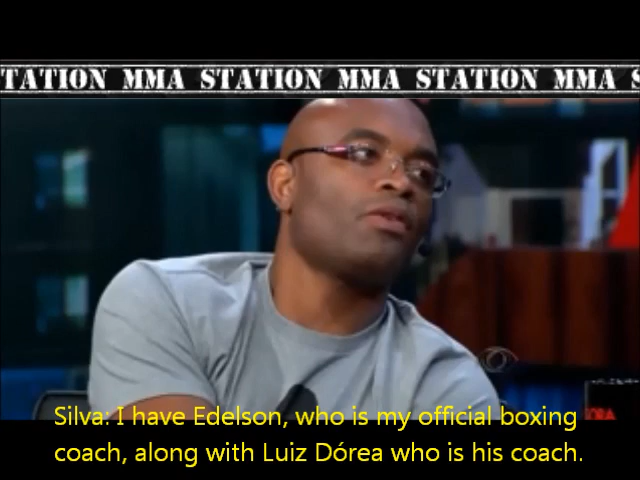 TATION MMA STATION MMA STATION MMA S
Silva: I have Edelson, who is my official boxing
coach, along with Luiz Dórea who is his coach.